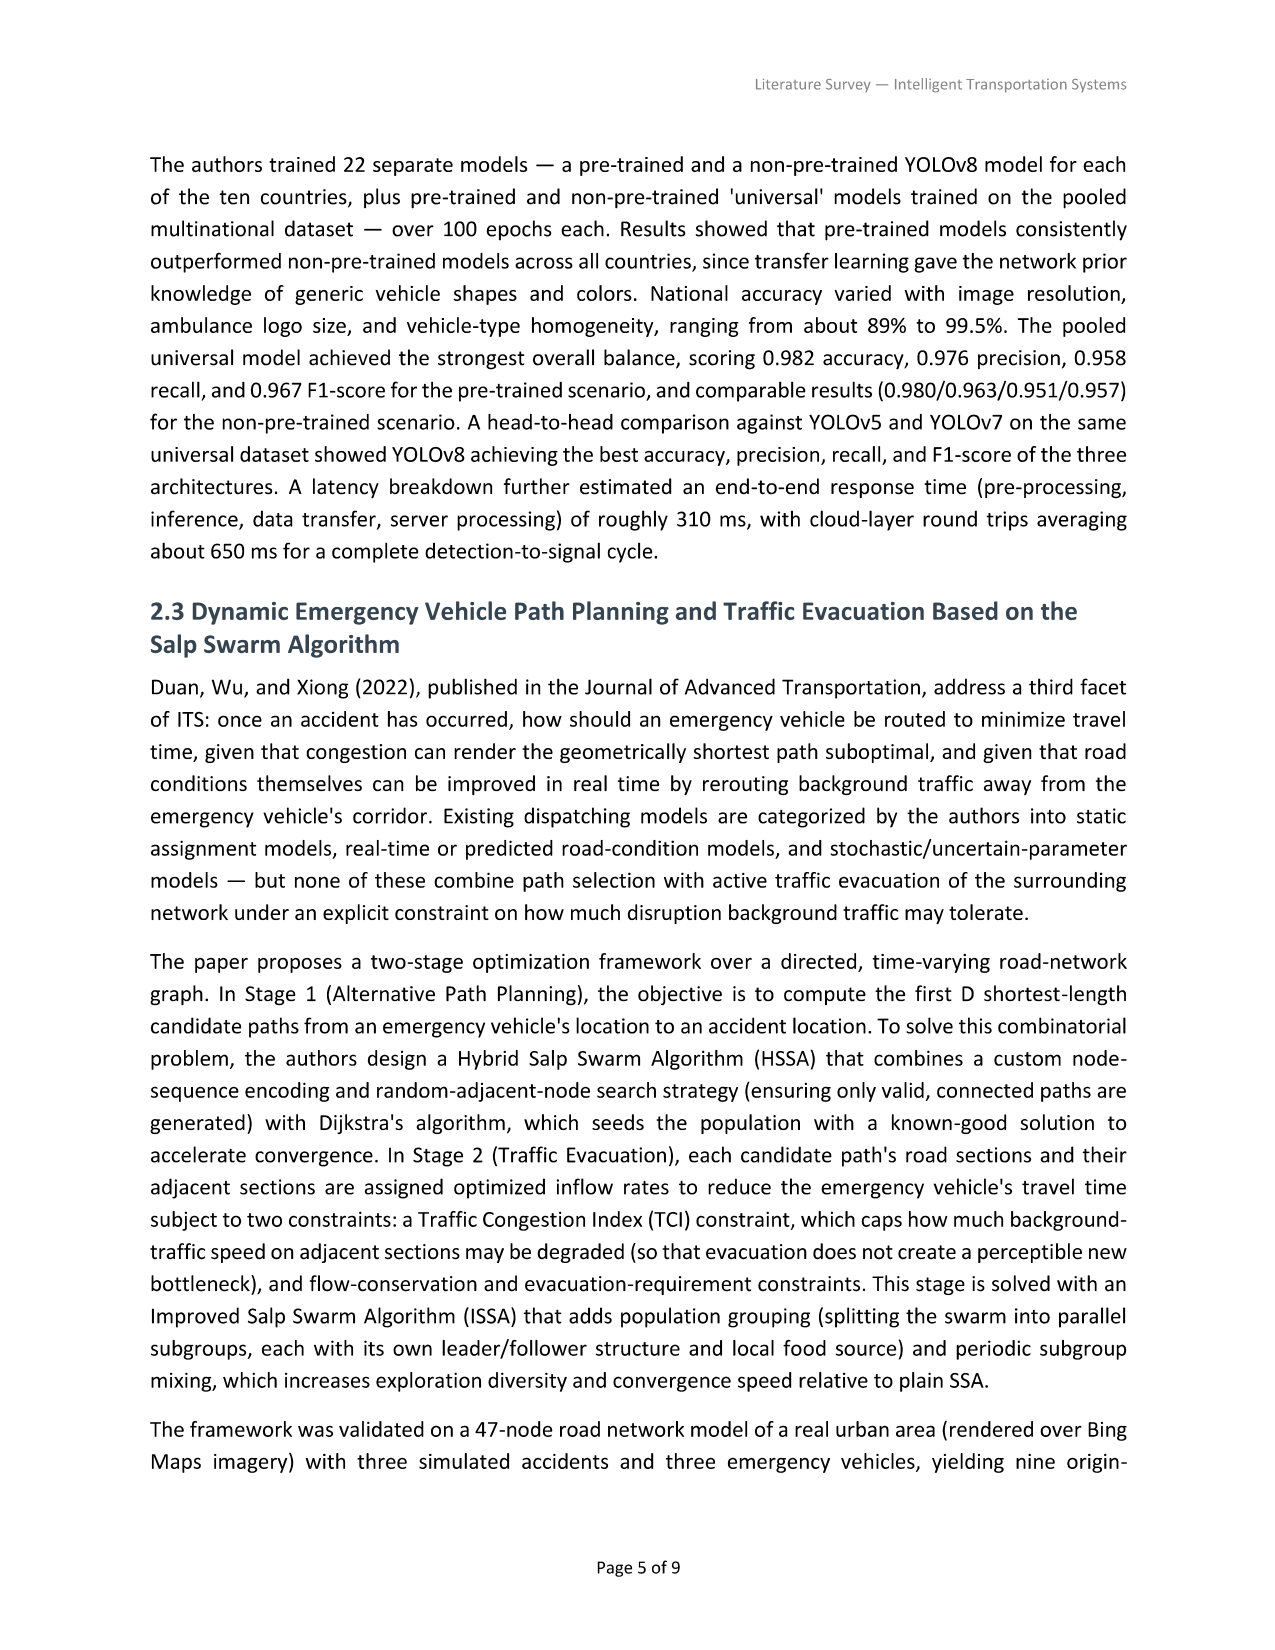 Literature Survey — Intelligent Transportation Systems
The authors trained 22 separate models — a pre-trained and a non-pre-trained YOLOv8 model for each
of the ten countries, plus pre-trained and non-pre-trained 'universal' models trained on the pooled
multinational dataset — over 100 epochs each. Results showed that pre-trained models consistently
outperformed non-pre-trained models across all countries, since transfer learning gave the network prior
knowledge of generic vehicle shapes and colors. National accuracy varied with image resolution,
ambulance logo size, and vehicle-type homogeneity, ranging from about 89% to 99.5%. The pooled
universal model achieved the strongest overall balance, scoring 0.982 accuracy, 0.976 precision, 0.958
recall, and 0.967 F1-score for the pre-trained scenario, and comparable results (0.980/0.963/0.951/0.957)
for the non-pre-trained scenario. A head-to-head comparison against YOLOv5 and YOLOv7 on the same
universal dataset showed YOLOv8 achieving the best accuracy, precision, recall, and F1-score of the three
architectures. A latency breakdown further estimated an end-to-end response time (pre-processing,
inference, data transfer, server processing) of roughly 310 ms, with cloud-layer round trips averaging
about 650 ms for a complete detection-to-signal cycle.
2.3 Dynamic Emergency Vehicle Path Planning and Traffic Evacuation Based on the
Salp Swarm Algorithm
Duan, Wu, and Xiong (2022), published in the Journal of Advanced Transportation, address a third facet
of ITS: once an accident has occurred, how should an emergency vehicle be routed to minimize travel
time, given that congestion can render the geometrically shortest path suboptimal, and given that road
conditions themselves can be improved in real time by rerouting background traffic away from the
emergency vehicle's corridor. Existing dispatching models are categorized by the authors into static
assignment models, real-time or predicted road-condition models, and stochastic/uncertain-parameter
models — but none of these combine path selection with active traffic evacuation of the surrounding
network under an explicit constraint on how much disruption background traffic may tolerate.
The paper proposes a two-stage optimization framework over a directed, time-varying road-network
graph. In Stage 1 (Alternative Path Planning), the objective is to compute the first D shortest-length
candidate paths from an emergency vehicle's location to an accident location. To solve this combinatorial
problem, the authors design a Hybrid Salp Swarm Algorithm (HSSA) that combines a custom node-
sequence encoding and random-adjacent-node search strategy (ensuring only valid, connected paths are
generated) with Dijkstra's algorithm, which seeds the population with a known-good solution to
accelerate convergence. In Stage 2 (Traffic Evacuation), each candidate path's road sections and their
adjacent sections are assigned optimized inflow rates to reduce the emergency vehicle's travel time
subject to two constraints: a Traffic Congestion Index (TCI) constraint, which caps how much background-
traffic speed on adjacent sections may be degraded (so that evacuation does not create a perceptible new
bottleneck), and flow-conservation and evacuation-requirement constraints. This stage is solved with an
Improved Salp Swarm Algorithm (ISSA) that adds population grouping (splitting the swarm into parallel
subgroups, each with its own leader/follower structure and local food source) and periodic subgroup
mixing, which increases exploration diversity and convergence speed relative to plain SSA.
The framework was validated on a 47-node road network model of a real urban area (rendered over Bing
Maps imagery) with three simulated accidents and three emergency vehicles, yielding nine origin-
Page 5 of 9